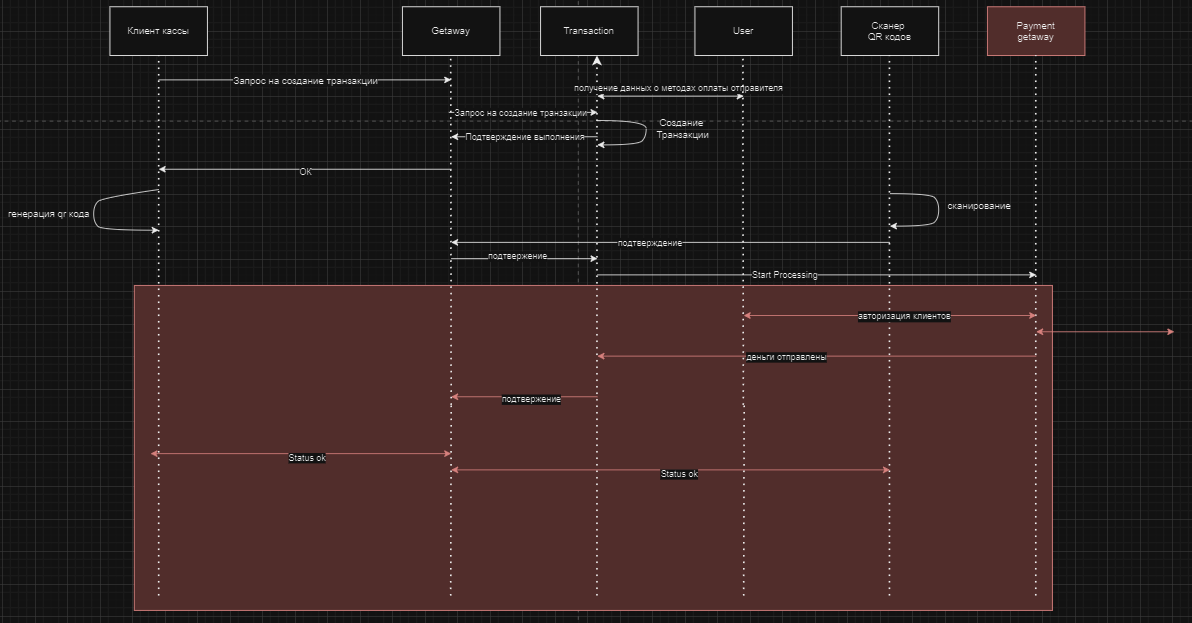 Клиент кассы
Getaway
Transaction
User
Сканер
QR кодов
Payment
getaway
Запрос на создание транзакции
получение данных о методах оплаты отправителя
Запрос на создание транзакции
Создание
Транзакции
Подтверждение выполнения
OK
генерация qr кода
сканирование
подтверждение
подтвержение
Start Processing
авторизация клиентов
деньги отправлены
подтвержение
Status ok
Status ok